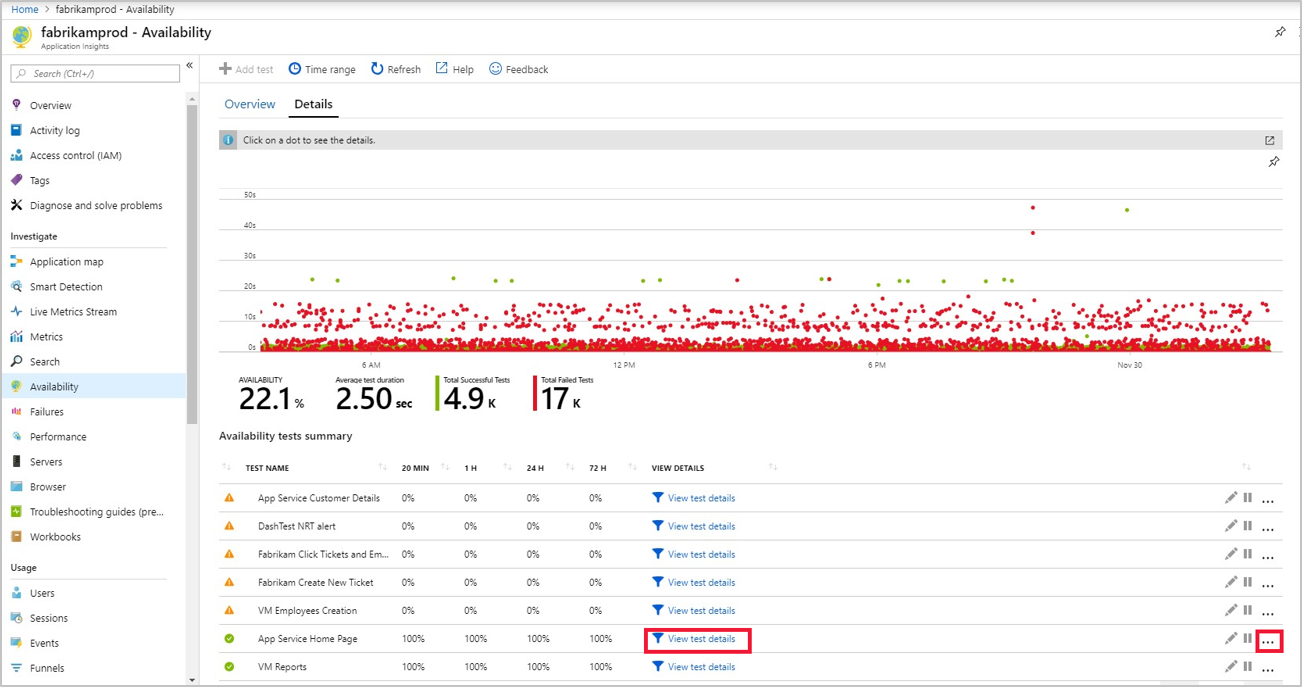 Home > fabrikamprod - Availability
fabrikamprod - Availability
Application Insights
Search (Ctrl+/)
«
Overview
Activity log
Access control (IAM)
Tags
Diagnose and solve problems
Investigate
Application map
Smart Detection
Live Metrics Stream
Metrics
Search
Availability
Failures
Performance
Servers
Browser
Troubleshooting guides (pre...
Workbooks
Usage
Users
Sessions
Events
Funnels
Add test Time range Refresh Help Feedback
Overview Details
Click on a dot to see the details.
50s
40s
30s
20s
10s
0s
6 AM 12 PM 6 PM Nov 30
AVAILABILITY Average test duration Total Successful Tests Total Failed Tests
22.1 % 2.50 sec 4.9 K 17 K
Availability tests summary
TEST NAME 20 MIN 1 H 24 H 72 H VIEW DETAILS
App Service Customer Details 0% 0% 0% 0% View test details ...
DashTest NRT alert 0% 0% 0% 0% View test details ...
Fabrikam Click Tickets and Em... 0% 0% 0% 0% View test details ...
Fabrikam Create New Ticket 0% 0% 0% 0% View test details ...
VM Employees Creation 0% 0% 0% 0% View test details ...
App Service Home Page 100% 100% 100% 100% View test details ...
VM Reports 100% 100% 100% 100% View test details ...